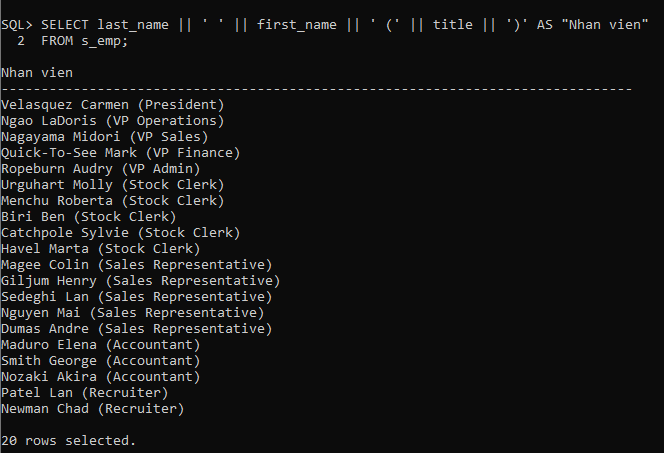 SQL> SELECT last_name || ' ' || first_name || ' (' || title || ')' AS "Nhan vien"
  2  FROM s_emp;
Nhan vien
--------------------------------------------------------------------------------
Velasquez Carmen (President)
Ngao LaDoris (VP Operations)
Nagayama Midori (VP Sales)
Quick-To-See Mark (VP Finance)
Ropeburn Audry (VP Admin)
Urguhart Molly (Stock Clerk)
Menchu Roberta (Stock Clerk)
Biri Ben (Stock Clerk)
Catchpole Sylvie (Stock Clerk)
Havel Marta (Stock Clerk)
Magee Colin (Sales Representative)
Giljum Henry (Sales Representative)
Sedeghi Lan (Sales Representative)
Nguyen Mai (Sales Representative)
Dumas Andre (Sales Representative)
Maduro Elena (Accountant)
Smith George (Accountant)
Nozaki Akira (Accountant)
Patel Lan (Recruiter)
Newman Chad (Recruiter)
20 rows selected.